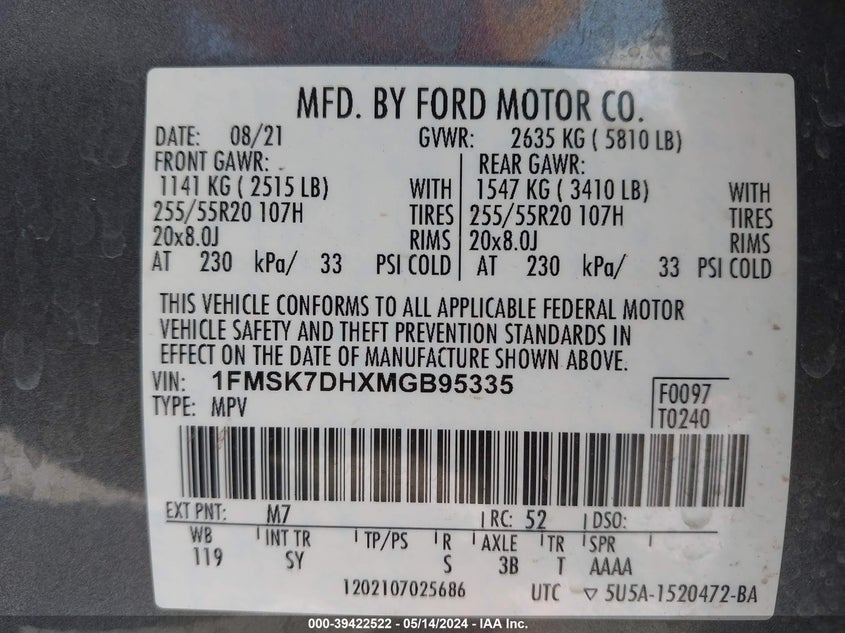 MFD. BY FORD MOTOR CO.
DATE: 08/21 GVWR: 2635 KG ( 5810 LB)
FRONT GAWR: REAR GAWR:
1141 KG ( 2515 LB) WITH 1547 KG ( 3410 LB) WITH
255/55R20 107H TIRES 255/55R20 107H TIRES
20x8.0J RIMS 20x8.0J RIMS
AT 230 kPa/ 33 PSI COLD AT 230 kPa/ 33 PSI COLD
THIS VEHICLE CONFORMS TO ALL APPLICABLE FEDERAL MOTOR
VEHICLE SAFETY AND THEFT PREVENTION STANDARDS IN
EFFECT ON THE DATE OF MANUFACTURE SHOWN ABOVE.
VIN: 1FMSK7DHXMGB95335 F0097
TYPE: MPV T0240
EXT PNT: M7 RC: 52 DSO:
WB INT TR TP/PS R AXLE TR SPR
119 SY S 3B T AAAA
1202107025686 UTC ▽ 5U5A-1520472-BA
000-39422522 - 05/14/2024 - IAA Inc.